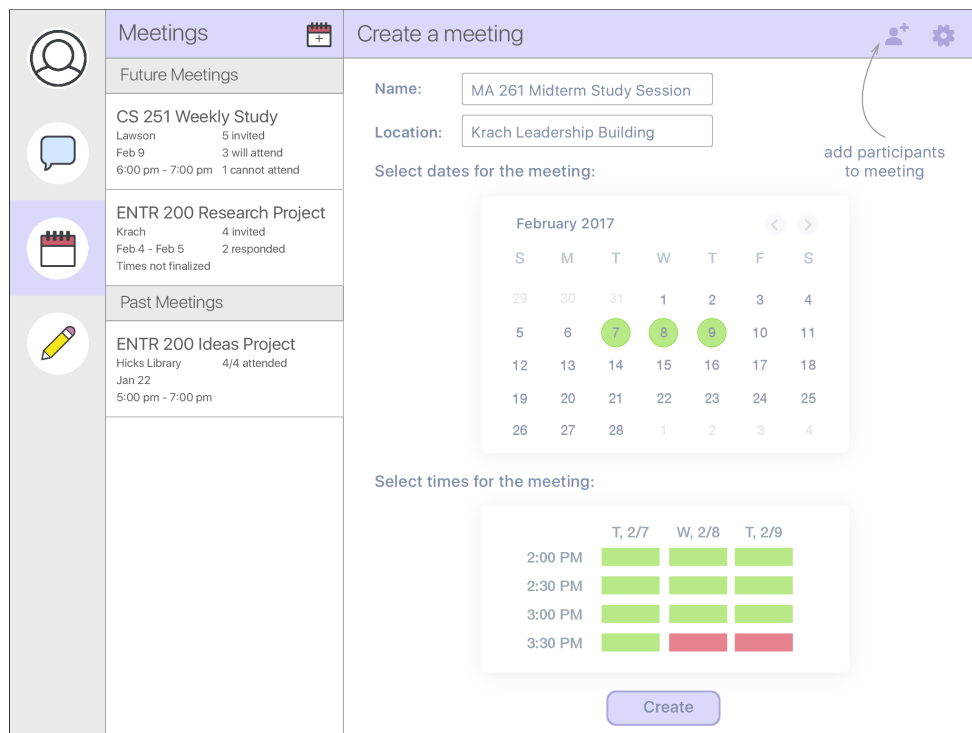 Meetings
Future Meetings
CS 251 Weekly Study
Lawson 5 invited
Feb 9 3 will attend
6:00 pm - 7:00 pm 1 cannot attend
ENTR 200 Research Project
Krach 4 invited
Feb 4 - Feb 5 2 responded
Times not finalized
Past Meetings
ENTR 200 Ideas Project
Hicks Library 4/4 attended
Jan 22
5:00 pm - 7:00 pm
Create a meeting
add participants
to meeting
Name: MA 261 Midterm Study Session
Location: Krach Leadership Building
Select dates for the meeting:
February 2017
S M T W T F S
29 30 31 1 2 3 4
5 6 7 8 9 10 11
12 13 14 15 16 17 18
19 20 21 22 23 24 25
26 27 28 1 2 3 4
Select times for the meeting:
T, 2/7 W, 2/8 T, 2/9
2:00 PM
2:30 PM
3:00 PM
3:30 PM
Create